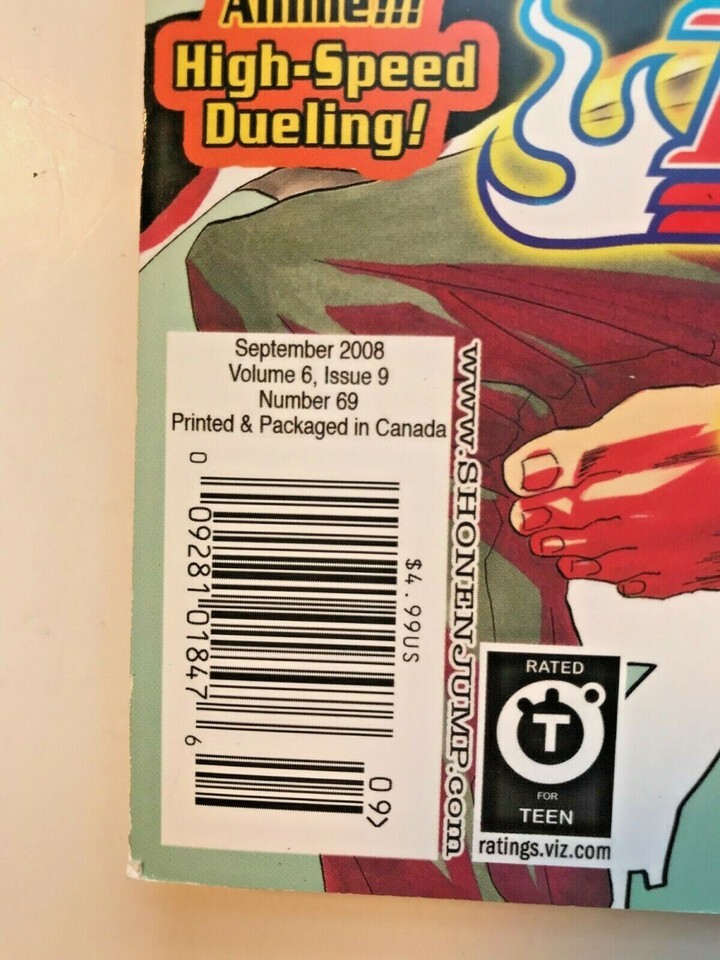 Anime!!!
High-Speed
Dueling!
September 2008
Volume 6, Issue 9
Number 69
Printed & Packaged in Canada
0
09281 01847
6
09>
$4.99US
www.SHONENJUMP.com
RATED
T
FOR
TEEN
ratings.viz.com